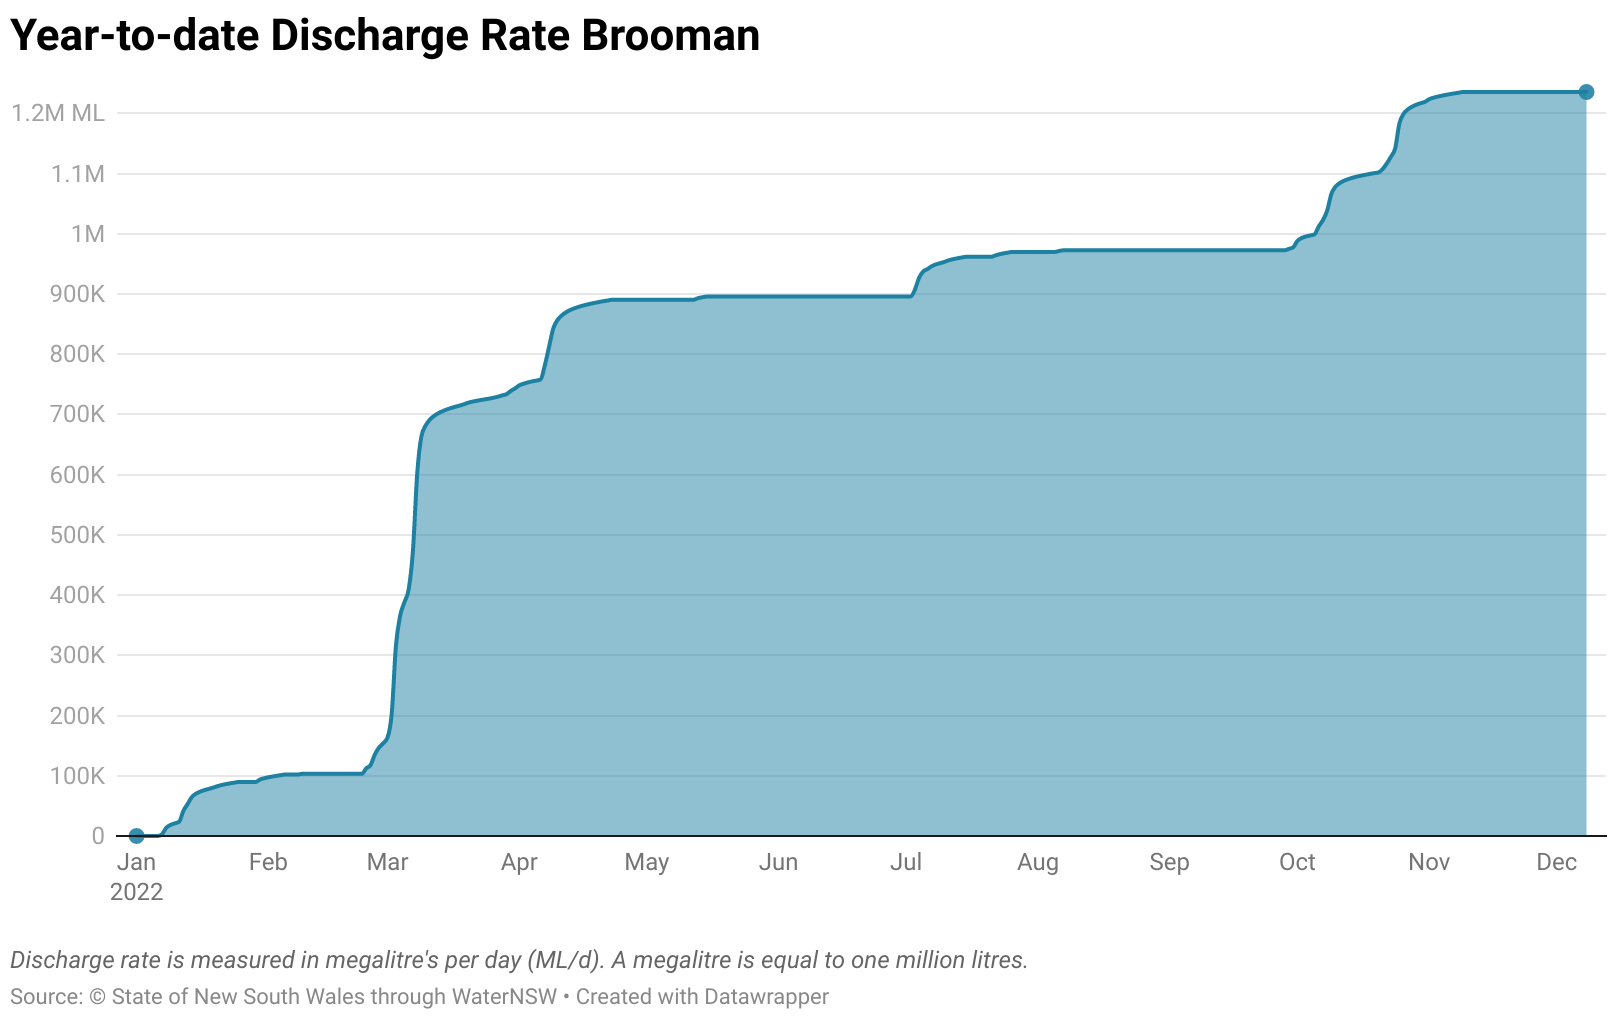 Year-to-date Discharge Rate Brooman
1.2M ML
1.1M
1M
900K
800K
700K
600K
500K
400K
300K
200K
100K
0
Jan Feb Mar Apr May Jun Jul Aug Sep Oct Nov Dec
2022
Discharge rate is measured in megalitre's per day (ML/d). A megalitre is equal to one million litres.
Source: © State of New South Wales through WaterNSW • Created with Datawrapper